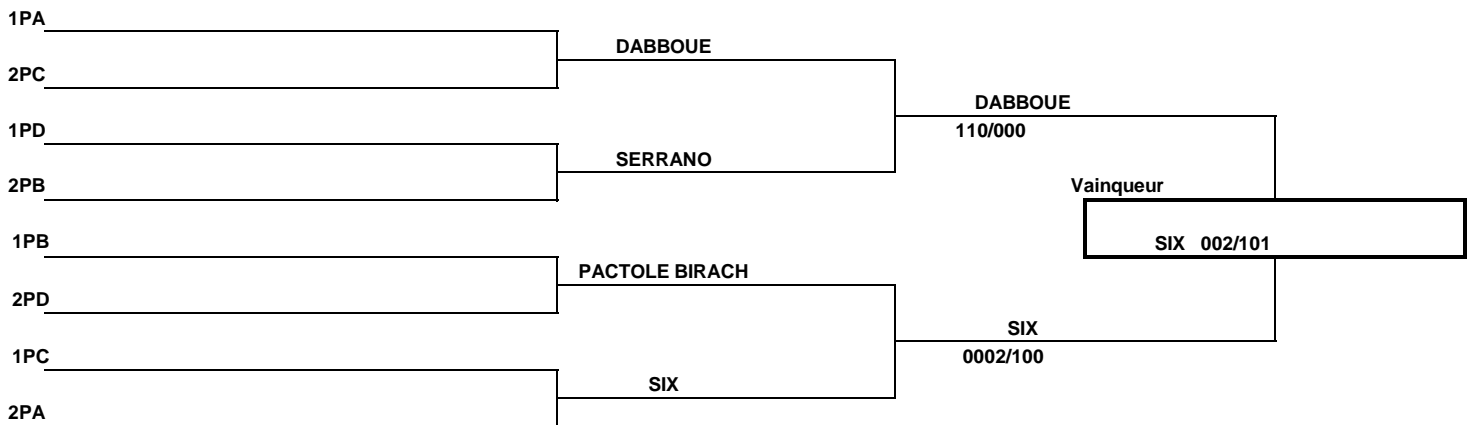 1PA
DABBOUE
2PC
DABBOUE
1PD
110/000
SERRANO
2PB
Vainqueur
1PB
SIX 002/101
PACTOLE BIRACH
2PD
SIX
1PC
0002/100
SIX
2PA